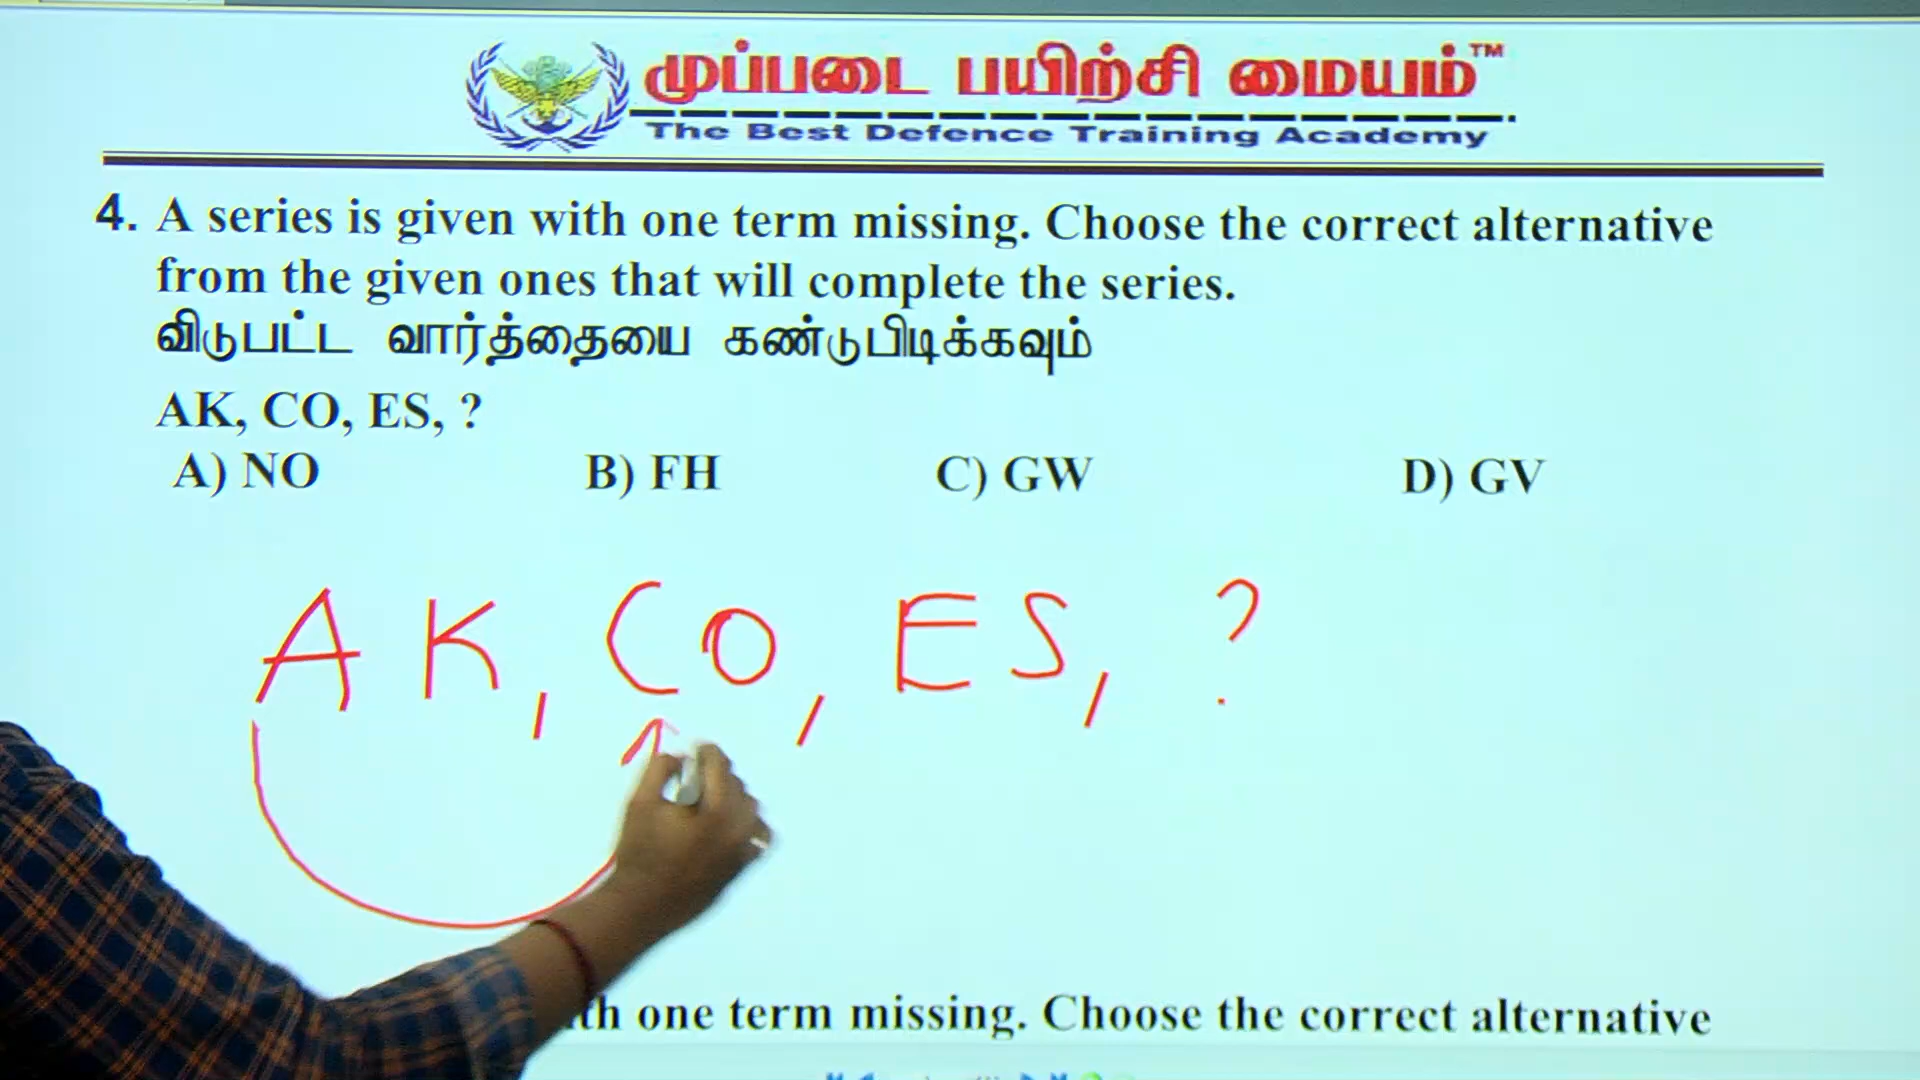 முப்படை பயிற்சி மையம்™
The Best Defence Training Academy
4. A series is given with one term missing. Choose the correct alternative
from the given ones that will complete the series.
விடுபட்ட வார்த்தையை கண்டுபிடிக்கவும்
AK, CO, ES, ?
A) NO B) FH C) GW D) GV
AK, CO, ES, ?
one term missing. Choose the correct alternative